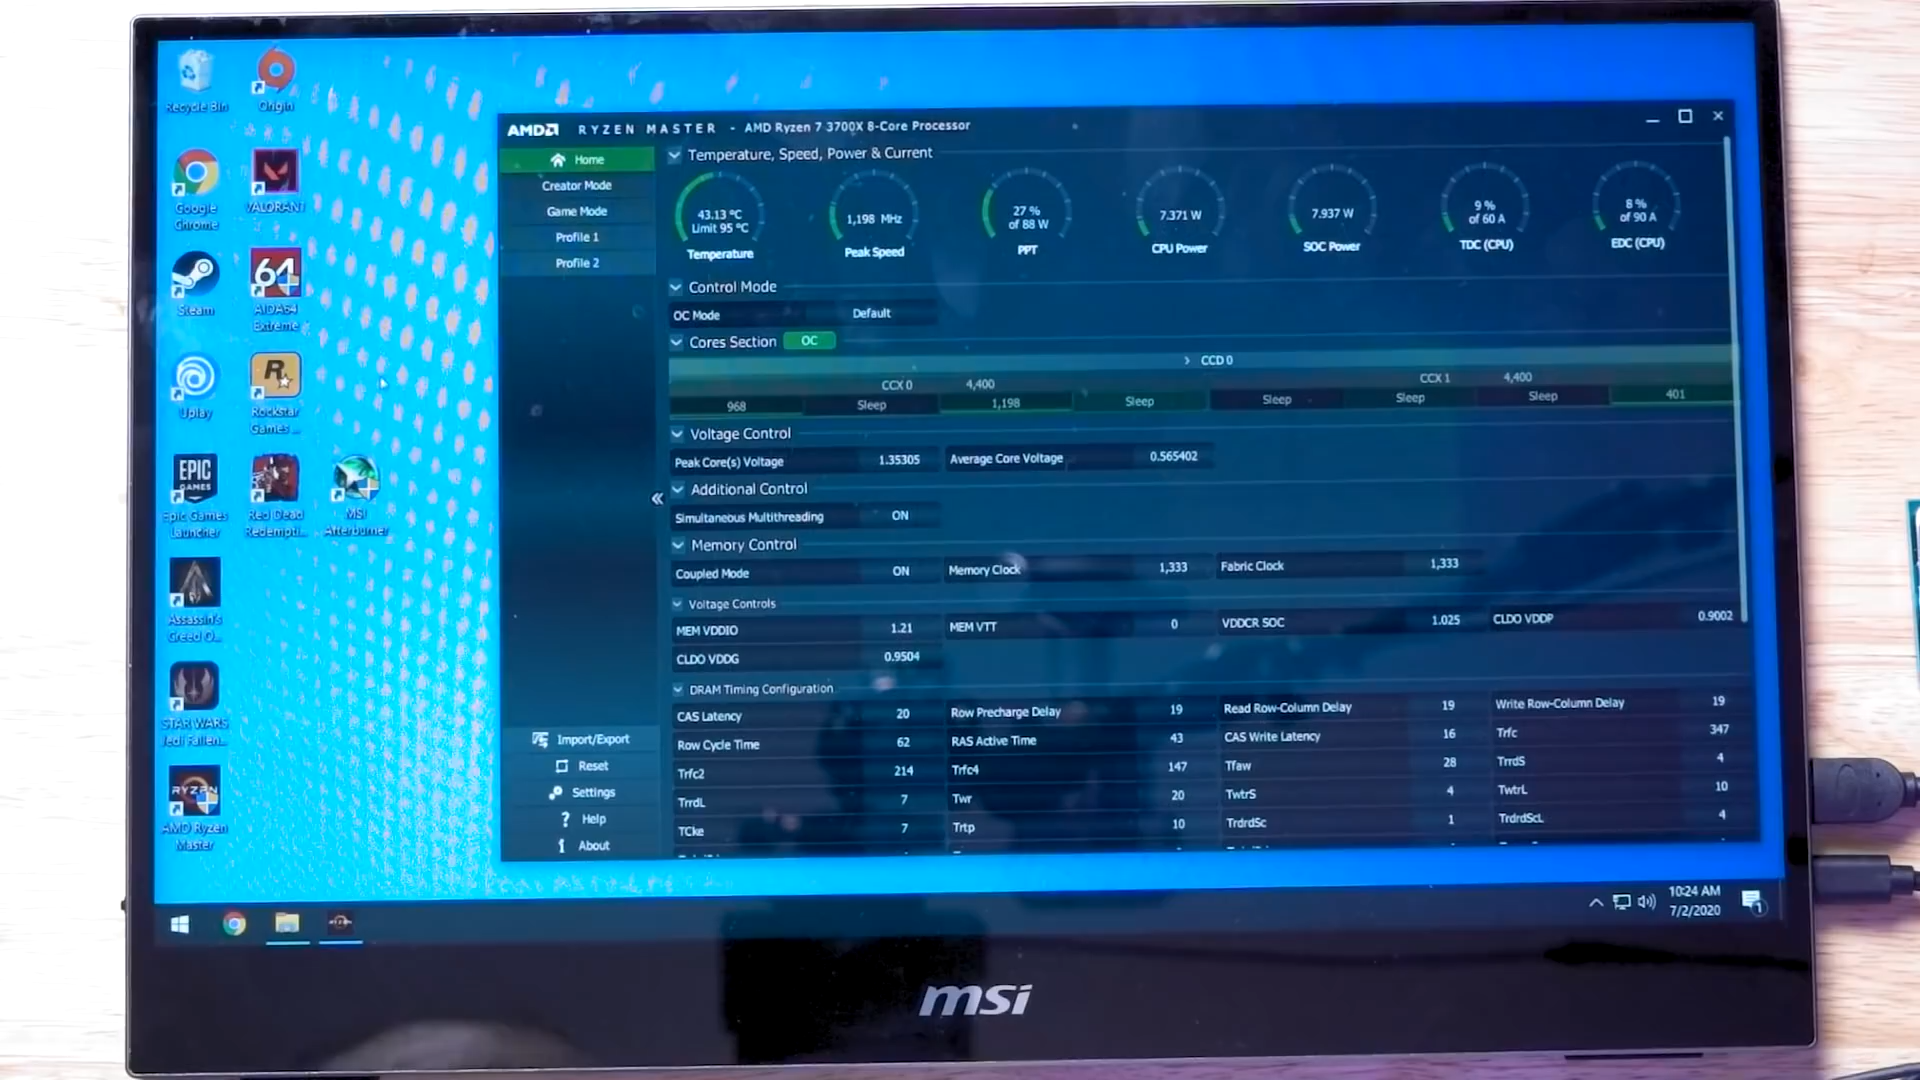 Recycle Bin
Origin
Google Chrome
VALORANT
Steam
64
AIDA64 Extreme
Uplay
R
Rockstar Games ...
EPIC GAMES
Epic Games Launcher
Red Dead Redempti...
MSI Afterburner
Assassin's Creed O...
STAR WARS Jedi Fallen...
RYZEN
AMD Ryzen Master
AMD RYZEN MASTER - AMD Ryzen 7 3700X 8-Core Processor
Home
Creator Mode
Game Mode
Profile 1
Profile 2
Import/Export
Reset
Settings
? Help
i About
Temperature, Speed, Power & Current
43.13 ºC
Limit 95 ºC
Temperature
1,198 MHz
Peak Speed
27 %
of 88 W
PPT
7.371 W
CPU Power
7.937 W
SOC Power
9 %
of 60 A
TDC (CPU)
8 %
of 90 A
EDC (CPU)
Control Mode
OC Mode Default
Cores Section OC
CCD 0
CCX 0 4,400 CCX 1 4,400
968 Sleep 1,198 Sleep Sleep Sleep Sleep 401
Voltage Control
Peak Core(s) Voltage 1.35305 Average Core Voltage 0.565402
Additional Control
Simultaneous Multithreading ON
Memory Control
Coupled Mode ON Memory Clock 1,333 Fabric Clock 1,333
Voltage Controls
MEM VDDIO 1.21 MEM VTT 0 VDDCR SOC 1.025 CLDO VDDP 0.9002
CLDO VDDG 0.9504
DRAM Timing Configuration
CAS Latency 20 Row Precharge Delay 19 Read Row-Column Delay 19 Write Row-Column Delay 19
Row Cycle Time 62 RAS Active Time 43 CAS Write Latency 16 Trfc 347
Trfc2 214 Trfc4 147 Tfaw 28 TrrdS 4
TrrdL 7 Twr 20 TwtrS 4 TwtrL 10
TCke 7 Trtp 10 TrdrdSc 1 TrdrdScL 4
10:24 AM
7/2/2020
1
msi